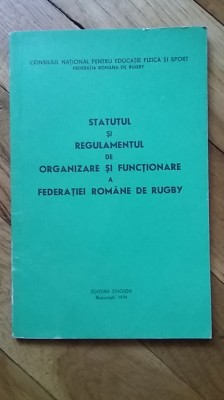 CONSILIUL NAȚIONAL PENTRU EDUCAȚIE FIZICĂ ȘI SPORT
FEDERAȚIA ROMÂNĂ DE RUGBY
STATUTUL
ȘI
REGULAMENTUL
DE
ORGANIZARE ȘI FUNCȚIONARE
A
FEDERAȚIEI ROMÂNE DE RUGBY
EDITURA STADION
București,